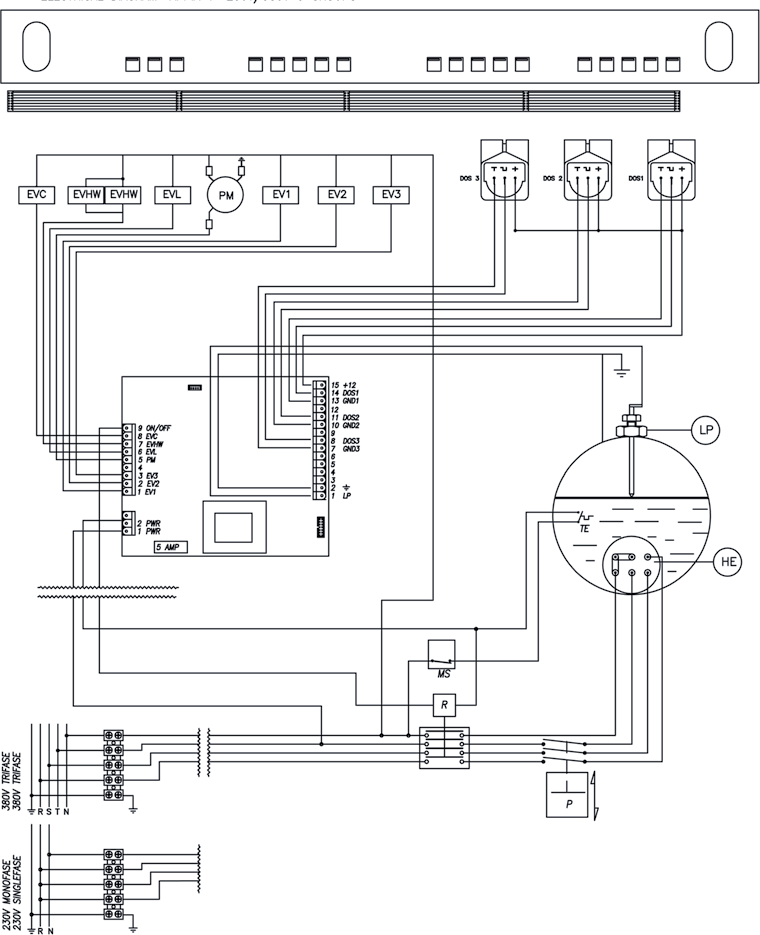 DOS 3
DOS 2
DOS1
EVC
EVHW
EVHW
EVL
PM
EV1
EV2
EV3
15 +12
14 DOS1
13 GND1
12
11 DOS2
10 GND2
9
8 DOS3
7 GND3
6
5
4
3
2
1 LP
9 ON/OFF
8 EVC
7 EVHW
6 EVL
5 PM
4
3 EV3
2 EV2
1 EV1
2 PWR
1 PWR
5 AMP
LP
TE
HE
MS
R
P
380V TRIFASE
380V TRIFASE
R S T N
230V MONOFASE
230V SINGLEFASE
R N